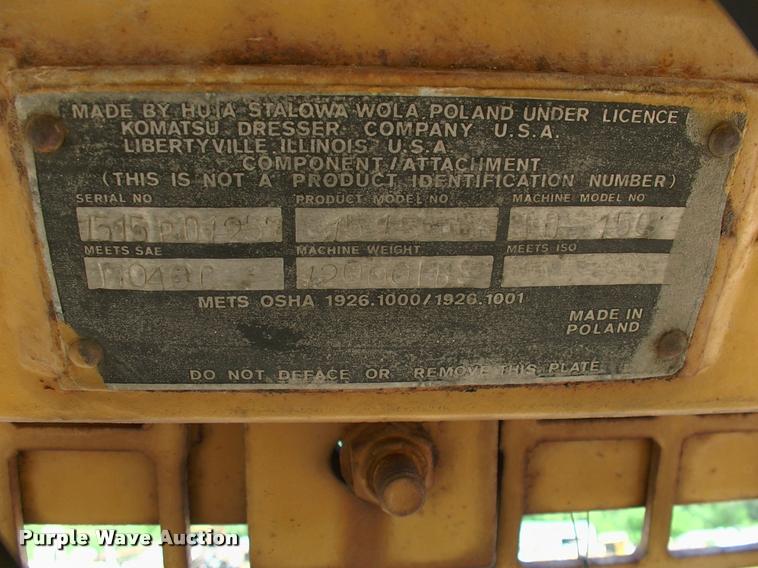 MADE BY HUTA STALOWA WOLA, POLAND UNDER LICENCE
KOMATSU DRESSER COMPANY U.S.A.
LIBERTYVILLE, ILLINOIS U.S.A.
COMPONENT/ATTACHMENT
(THIS IS NOT A PRODUCT IDENTIFICATION NUMBER)
SERIAL NO PRODUCT MODEL NO MACHINE MODEL NO
MEETS SAE MACHINE WEIGHT MEETS ISO
METS OSHA 1926.1000/1926.1001
MADE IN
POLAND
DO NOT DEFACE OR REMOVE THIS PLATE
Purple Wave Auction